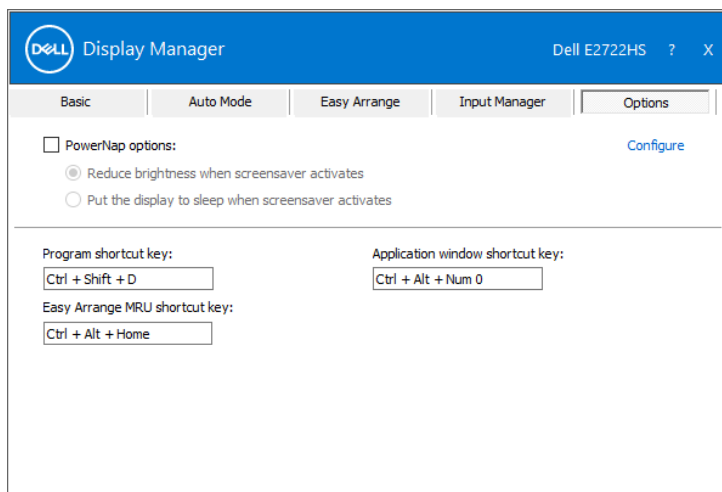 DELL Display Manager Dell E2722HS ? X
Basic Auto Mode Easy Arrange Input Manager Options
PowerNap options: Configure
Reduce brightness when screensaver activates
Put the display to sleep when screensaver activates
Program shortcut key: Application window shortcut key:
Ctrl + Shift + D Ctrl + Alt + Num 0
Easy Arrange MRU shortcut key:
Ctrl + Alt + Home